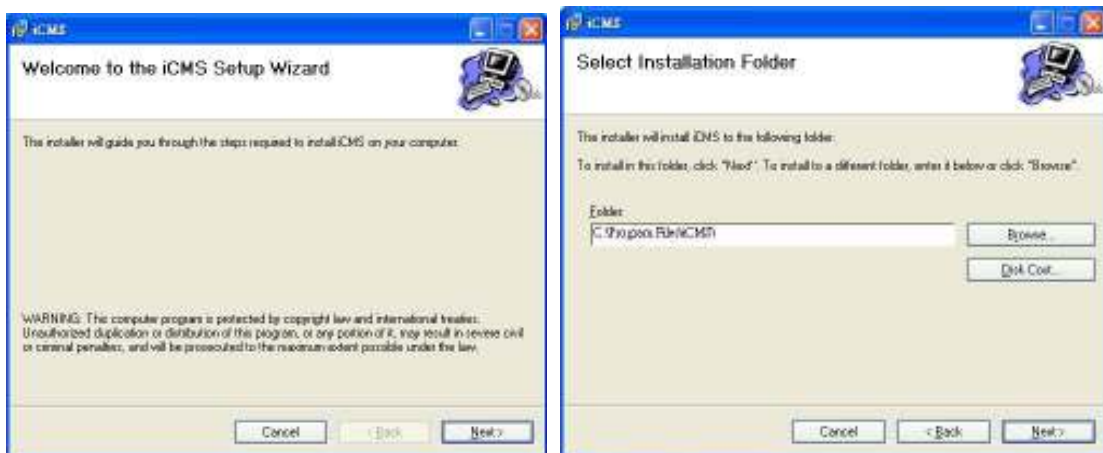 iCMS
Welcome to the iCMS Setup Wizard
The installer will guide you through the steps required to install iCMS on your computer.
WARNING: This computer program is protected by copyright law and international treaties.
Unauthorized duplication or distribution of this program, or any portion of it, may result in severe civil
or criminal penalties, and will be prosecuted to the maximum extent possible under the law.
Cancel
< Back
Next >
iCMS
Select Installation Folder
The installer will install iCMS to the following folder.
To install in this folder, click "Next". To install to a different folder, enter it below or click "Browse".
Folder:
Browse...
Disk Cost...
Cancel
< Back
Next >